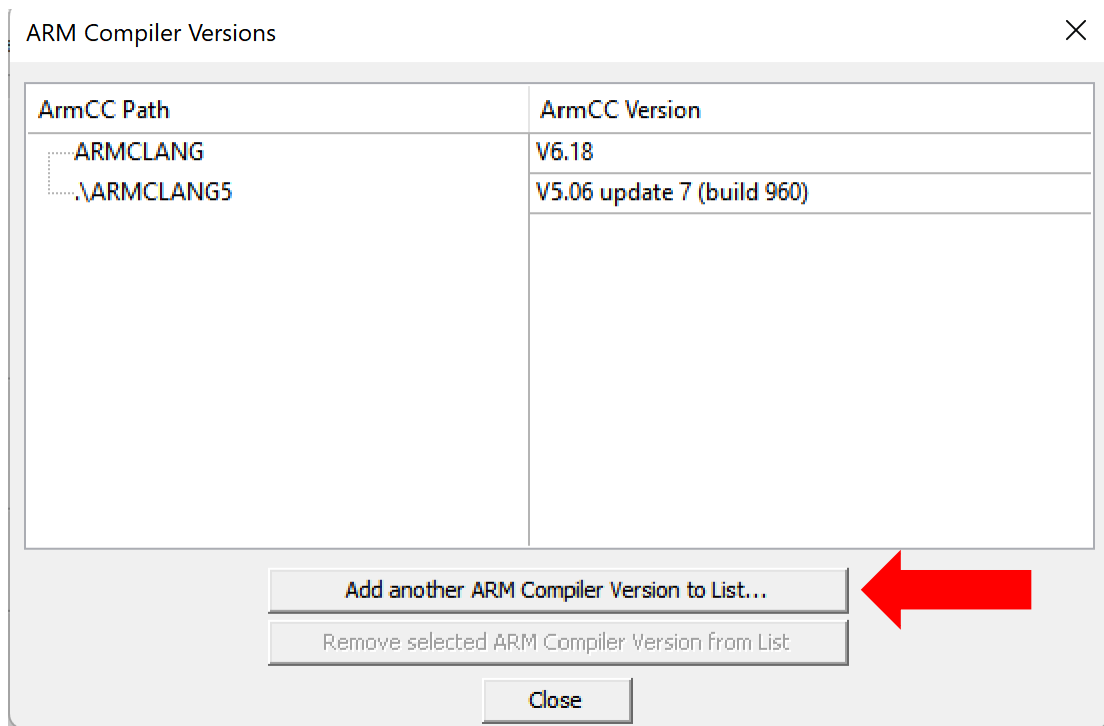 ARM Compiler Versions
ArmCC Path ArmCC Version
ARMCLANG V6.18
.\ARMCLANG5 V5.06 update 7 (build 960)
Add another ARM Compiler Version to List...
Remove selected ARM Compiler Version from List
Close